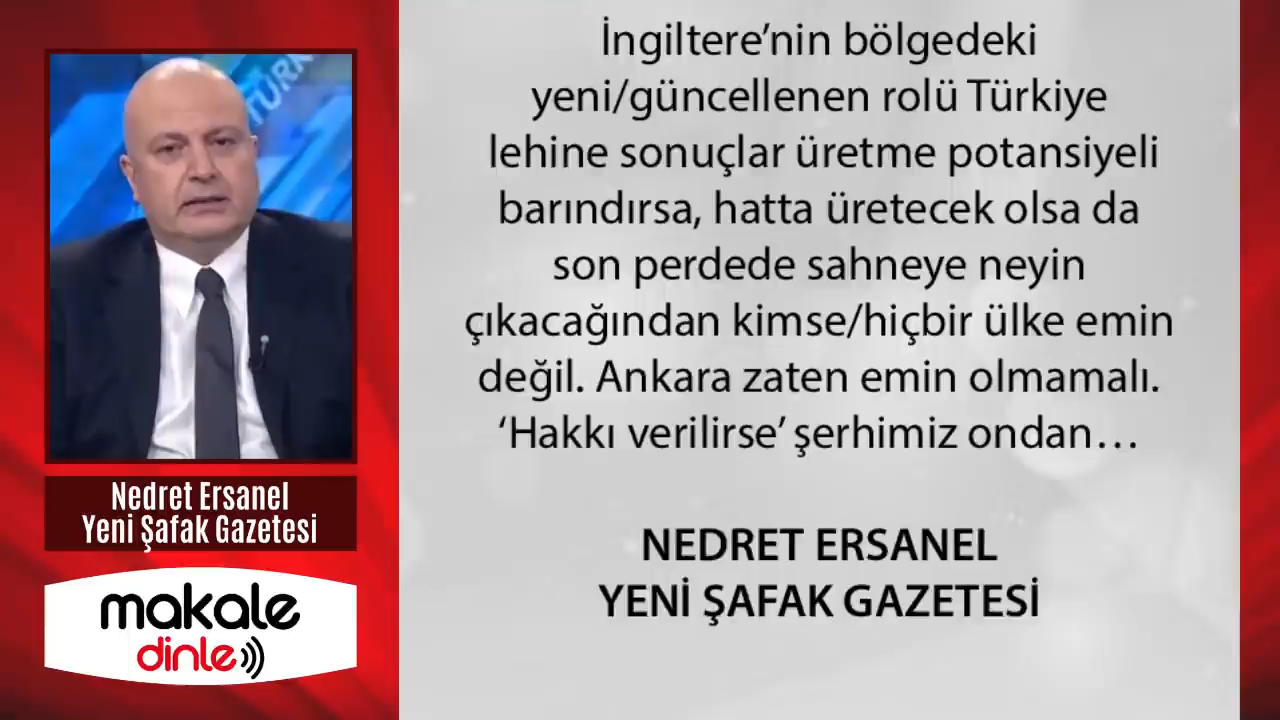 TÜRK
Nedret Ersanel
Yeni Şafak Gazetesi
makale
dinle
İngiltere’nin bölgedeki
yeni/güncellenen rolü Türkiye
lehine sonuçlar üretme potansiyeli
barındırsa, hatta üretecek olsa da
son perdede sahneye neyin
çıkacağından kimse/hiçbir ülke emin
değil. Ankara zaten emin olmamalı.
‘Hakkı verilirse’ şerhimiz ondan…
NEDRET ERSANEL
YENİ ŞAFAK GAZETESİ